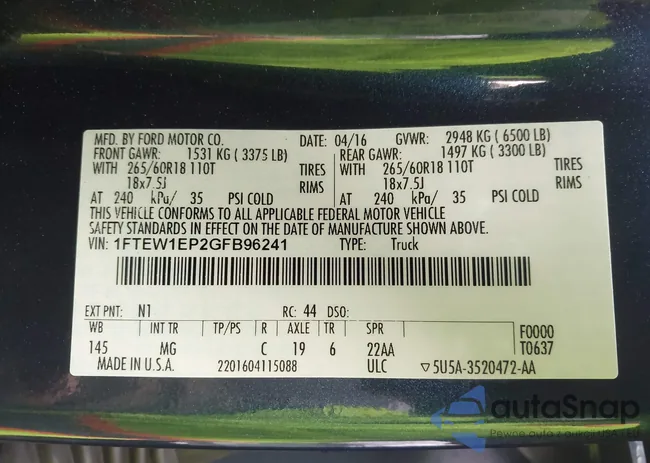 MFD. BY FORD MOTOR CO. DATE: 04/16 GVWR: 2948 KG ( 6500 LB)
FRONT GAWR: 1531 KG ( 3375 LB) REAR GAWR: 1497 KG ( 3300 LB)
WITH 265/60R18 110T TIRES WITH 265/60R18 110T TIRES
18x7.5J RIMS 18x7.5J RIMS
AT 240 kPa/ 35 PSI COLD AT 240 kPa/ 35 PSI COLD
THIS VEHICLE CONFORMS TO ALL APPLICABLE FEDERAL MOTOR VEHICLE
SAFETY STANDARDS IN EFFECT ON THE DATE OF MANUFACTURE SHOWN ABOVE.
VIN: 1FTEW1EP2GFB96241 TYPE: Truck
EXT PNT: N1 RC: 44 DSO:
WB INT TR TP/PS R AXLE TR SPR F0000
145 MG C 19 6 22AA T0637
MADE IN U.S.A. 2201604115088 ULC ▽5U5A-3520472-AA
autaSnap
Pewne auta z aukcji USA